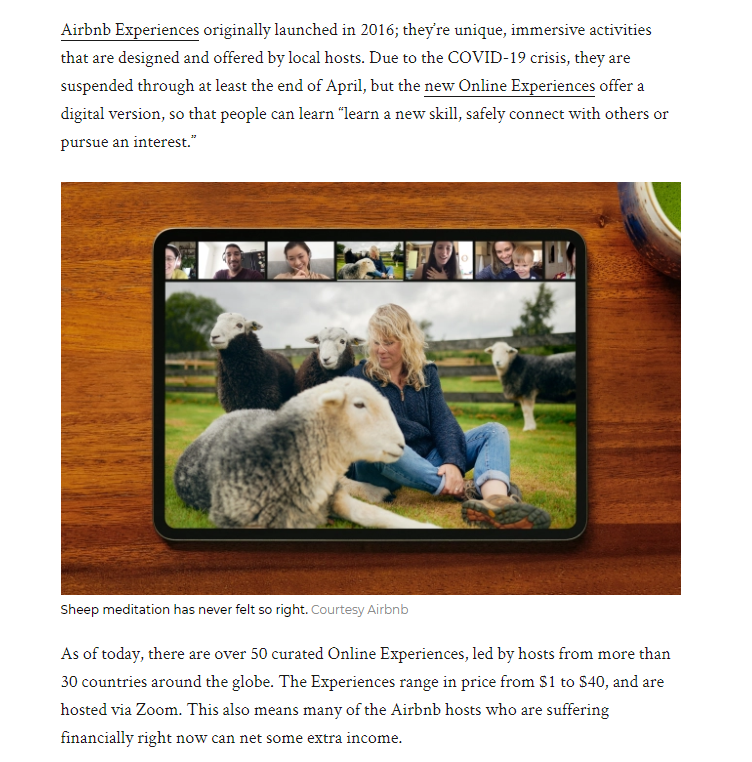 Airbnb Experiences originally launched in 2016; they’re unique, immersive activities
that are designed and offered by local hosts. Due to the COVID-19 crisis, they are
suspended through at least the end of April, but the new Online Experiences offer a
digital version, so that people can learn “learn a new skill, safely connect with others or
pursue an interest.”
Sheep meditation has never felt so right. Courtesy Airbnb
As of today, there are over 50 curated Online Experiences, led by hosts from more than
30 countries around the globe. The Experiences range in price from $1 to $40, and are
hosted via Zoom. This also means many of the Airbnb hosts who are suffering
financially right now can net some extra income.